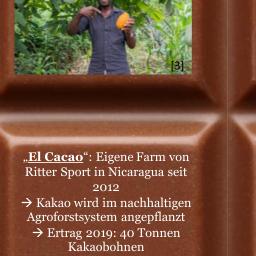 [3]
„El Cacao“: Eigene Farm von
Ritter Sport in Nicaragua seit
2012
→ Kakao wird im nachhaltigen
Agroforstsystem angepflanzt
→ Ertrag 2019: 40 Tonnen
Kakaobohnen